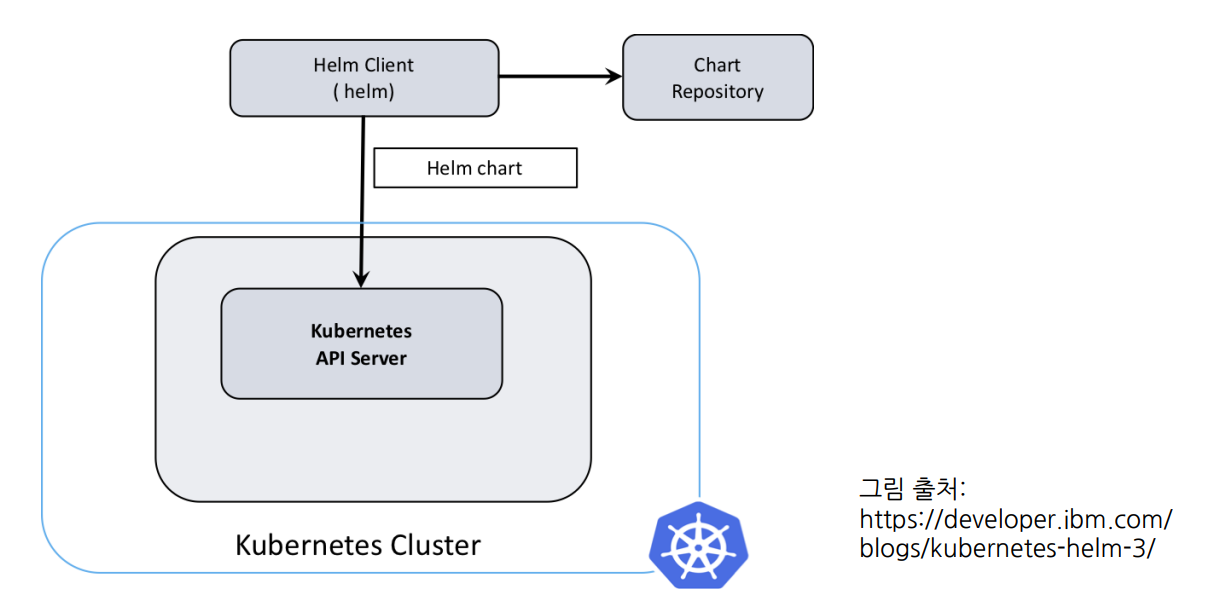 Helm Client
( helm)
Chart
Repository
Helm chart
Kubernetes
API Server
Kubernetes Cluster
그림 출처:
https://developer.ibm.com/
blogs/kubernetes-helm-3/